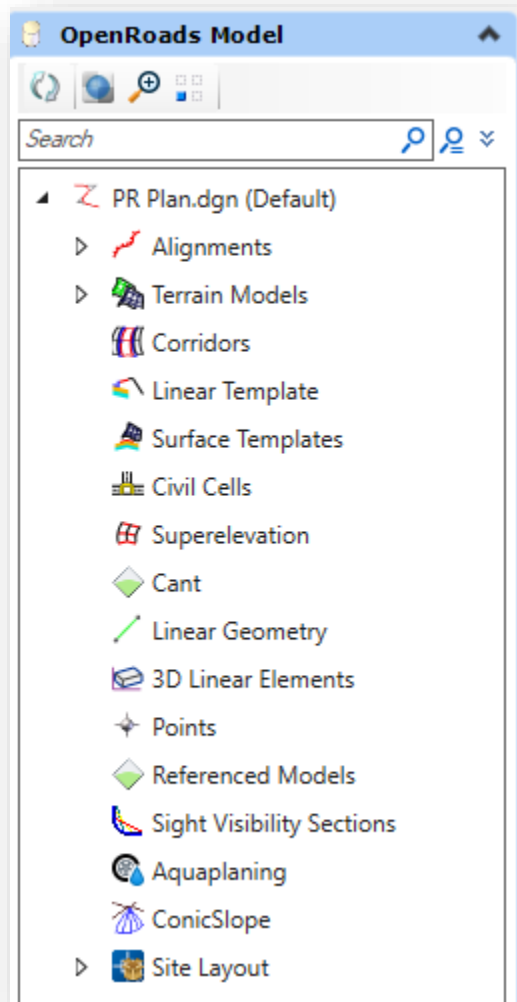 OpenRoads Model
Search
PR Plan.dgn (Default)
Alignments
Terrain Models
Corridors
Linear Template
Surface Templates
Civil Cells
Superelevation
Cant
Linear Geometry
3D Linear Elements
Points
Referenced Models
Sight Visibility Sections
Aquaplaning
ConicSlope
Site Layout